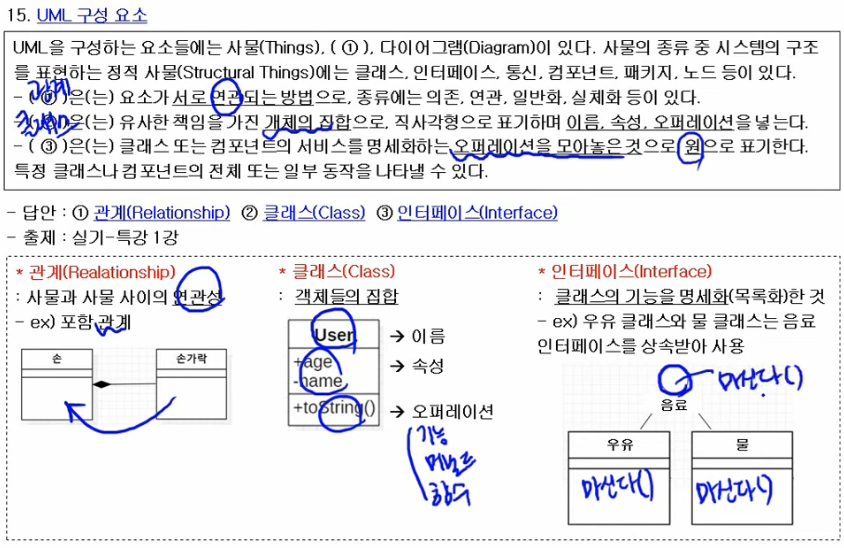 15. UML 구성 요소
UML을 구성하는 요소들에는 사물(Things), ( ① ), 다이어그램(Diagram)이 있다. 사물의 종류 중 시스템의 구조
를 표현하는 정적 사물(Structural Things)에는 클래스, 인터페이스, 통신, 컴포넌트, 패키지, 노드 등이 있다.
관계
- ( ① )은(는) 요소가 서로 연관되는 방법으로, 종류에는 의존, 연관, 일반화, 실체화 등이 있다.
클래스
- ( ② )은(는) 유사한 책임을 가진 개체의 집합으로, 직사각형으로 표기하며 이름, 속성, 오퍼레이션을 넣는다.
- ( ③ )은(는) 클래스 또는 컴포넌트의 서비스를 명세화하는 오퍼레이션을 모아놓은 것으로 원으로 표기한다.
특정 클래스나 컴포넌트의 전체 또는 일부 동작을 나타낼 수 있다.
- 답안 : ① 관계(Relationship) ② 클래스(Class) ③ 인터페이스(Interface)
- 출제 : 실기-특강 1강
* 관계(Realationship)
: 사물과 사물 사이의 연관성
- ex) 포함 관계
손
손가락
* 클래스(Class)
: 객체들의 집합
User
→ 이름
+age
-name
→ 속성
+toString()
→ 오퍼레이션
기능
메서드
함수
* 인터페이스(Interface)
: 클래스의 기능을 명세화(목록화)한 것
- ex) 우유 클래스와 물 클래스는 음료
인터페이스를 상속받아 사용
마신다()
음료
우유
물
마신다()
마신다()